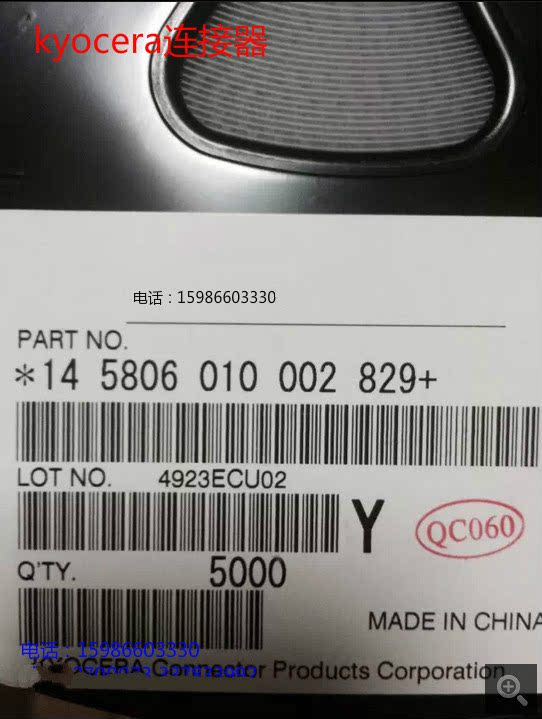 kyocera连接器
电话：15986603330
PART NO.
*14 5806 010 002 829+
LOT NO. 4923ECU02
Y
QC060
Q'TY. 5000
MADE IN CHINA
电话：15986603330
KYOCERA Connector Products Corporation